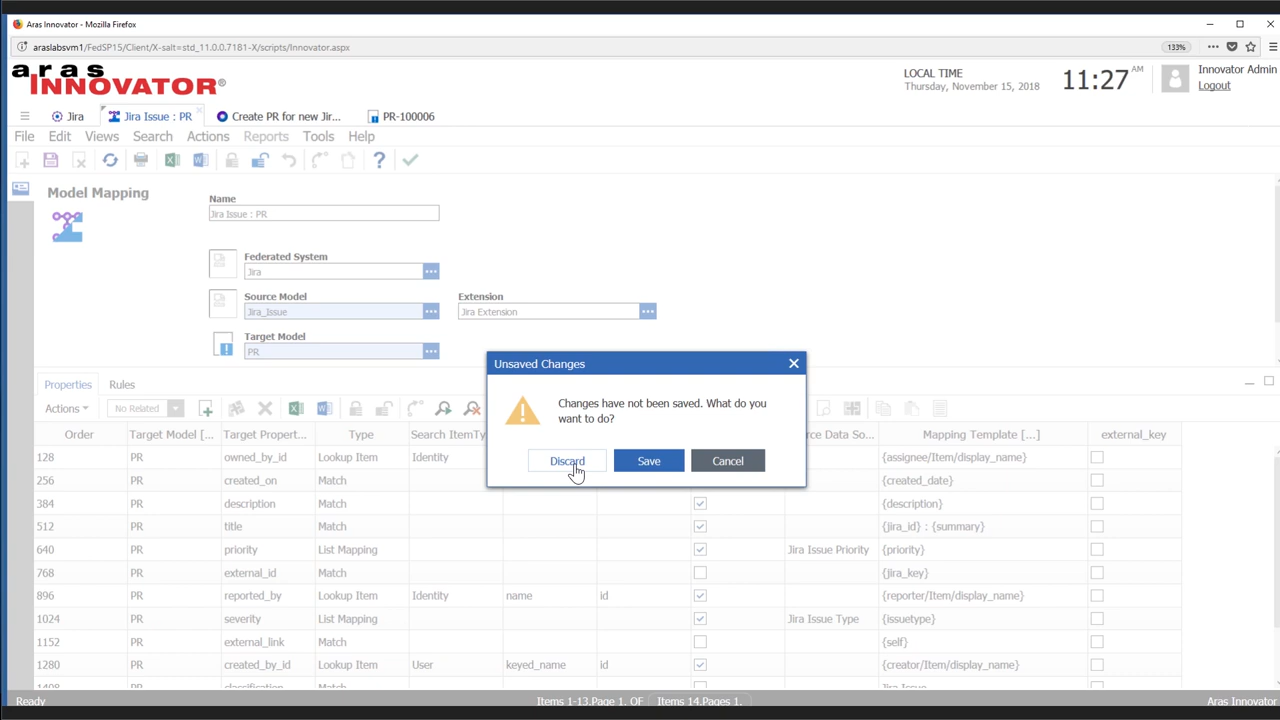 Aras Innovator - Mozilla Firefox
araslabsvm1/FedSP15/Client/X-salt=std_11.0.0.7181-X/scripts/Innovator.aspx
133%
aras
INNOVATOR®
LOCAL TIME
Thursday, November 15, 2018
11:27 AM
Innovator Admin
Logout
Jira
Jira Issue : PR
Create PR for new Jir...
PR-100006
File Edit Views Search Actions Reports Tools Help
Model Mapping
Name
Jira Issue : PR
Federated System
Jira
Source Model
Extension
Jira_Issue
Jira Extension
Target Model
PR
Unsaved Changes
Changes have not been saved. What do you
want to do?
Discard Save Cancel
Properties Rules
Actions No Related
Order Target Model [... Target Propert... Type Search ItemTy Mapping Template [...] external_key
128 PR owned_by_id Lookup Item Identity {assignee/Item/display_name}
256 PR created_on Match {created_date}
384 PR description Match {description}
512 PR title Match {jira_id} : {summary}
640 PR priority List Mapping Jira Issue Priority {priority}
768 PR external_id Match {jira_key}
896 PR reported_by Lookup Item Identity name id {reporter/Item/display_name}
1024 PR severity List Mapping Jira Issue Type {issuetype}
1152 PR external_link Match {self}
1280 PR created_by_id Lookup Item User keyed_name id {creator/Item/display_name}
1408 PR classification Match Jira Issue
Ready
Items 1-13.Page 1. OF Items 14.Pages 1.
Aras Innovator